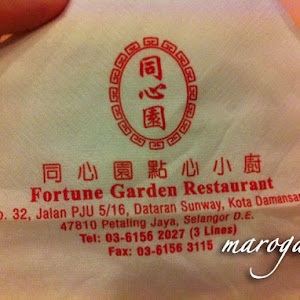 同
心
園
同心園點心小廚
Fortune Garden Restaurant
o. 32, Jalan PJU 5/16, Dataran Sunway, Kota Damansa
47810 Petaling Jaya, Selangor D.E.
Tel: 03-6156 2027 (3 Lines)
Fax: 03-6156 3115
maroga